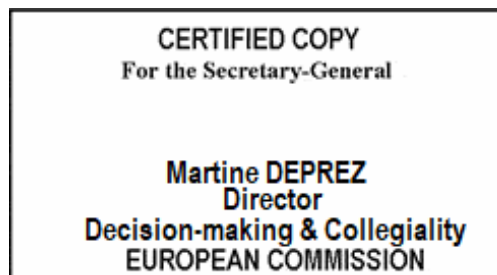 CERTIFIED COPY
For the Secretary-General
Martine DEPREZ
Director
Decision-making & Collegiality
EUROPEAN COMMISSION